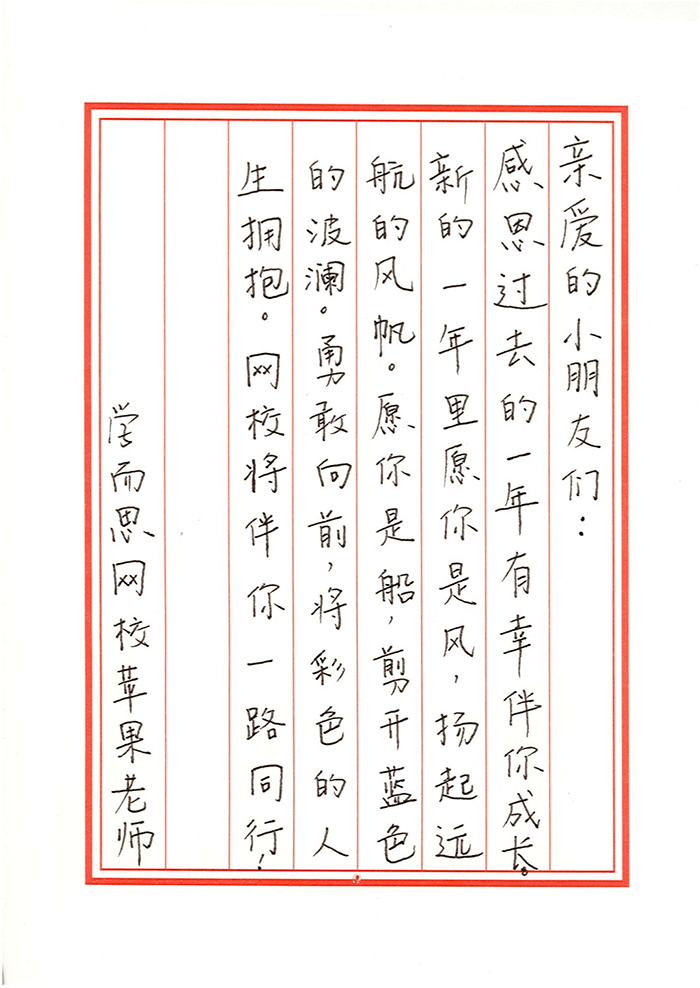 亲爱的小朋友们：
感恩过去的一年有幸伴你成长。
新的一年里愿你是风，扬起远
航的风帆。愿你是船，剪开蓝色
的波澜。勇敢向前，将彩色的人
生拥抱。网校将伴你一路同行！
学而思网校苹果老师